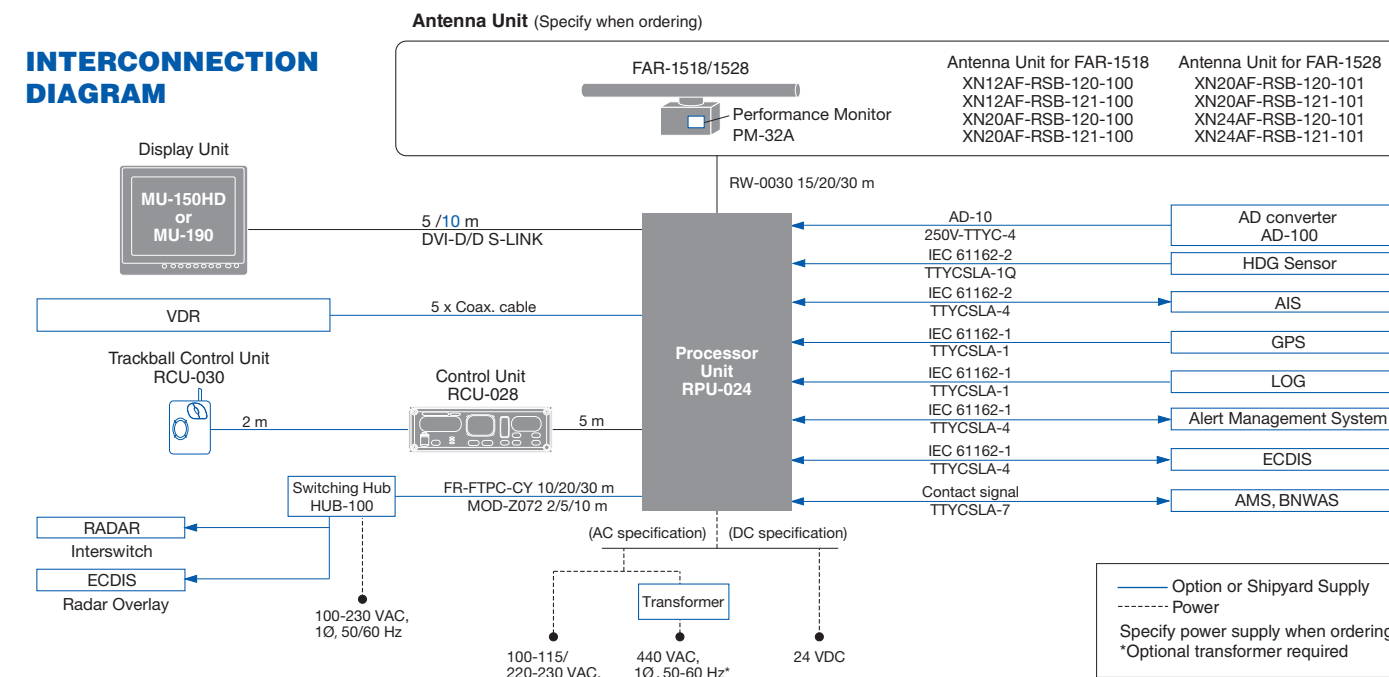 Antenna Unit (Specify when ordering)
INTERCONNECTION
DIAGRAM
FAR-1518/1528
Performance Monitor
PM-32A
Antenna Unit for FAR-1518
XN12AF-RSB-120-100
XN12AF-RSB-121-100
XN20AF-RSB-120-100
XN20AF-RSB-121-100
Antenna Unit for FAR-1528
XN20AF-RSB-120-101
XN20AF-RSB-121-101
XN24AF-RSB-120-101
XN24AF-RSB-121-101
Display Unit
MU-150HD
or
MU-190
5 /10 m
DVI-D/D S-LINK
RW-0030 15/20/30 m
VDR
5 x Coax. cable
Trackball Control Unit
RCU-030
2 m
Control Unit
RCU-028
5 m
Processor
Unit
RPU-024
AD-10
250V-TTYC-4
AD converter
AD-100
IEC 61162-2
TTYCSLA-1Q
HDG Sensor
IEC 61162-2
TTYCSLA-4
AIS
IEC 61162-1
TTYCSLA-1
GPS
IEC 61162-1
TTYCSLA-1
LOG
IEC 61162-1
TTYCSLA-4
Alert Management System
IEC 61162-1
TTYCSLA-4
ECDIS
Contact signal
TTYCSLA-7
AMS, BNWAS
Switching Hub
HUB-100
FR-FTPC-CY 10/20/30 m
MOD-Z072 2/5/10 m
RADAR
Interswitch
ECDIS
Radar Overlay
100-230 VAC,
1Ø, 50/60 Hz
(AC specification)
(DC specification)
Transformer
100-115/
220-230 VAC,
440 VAC,
1Ø, 50-60 Hz*
24 VDC
Option or Shipyard Supply
Power
Specify power supply when ordering
*Optional transformer required